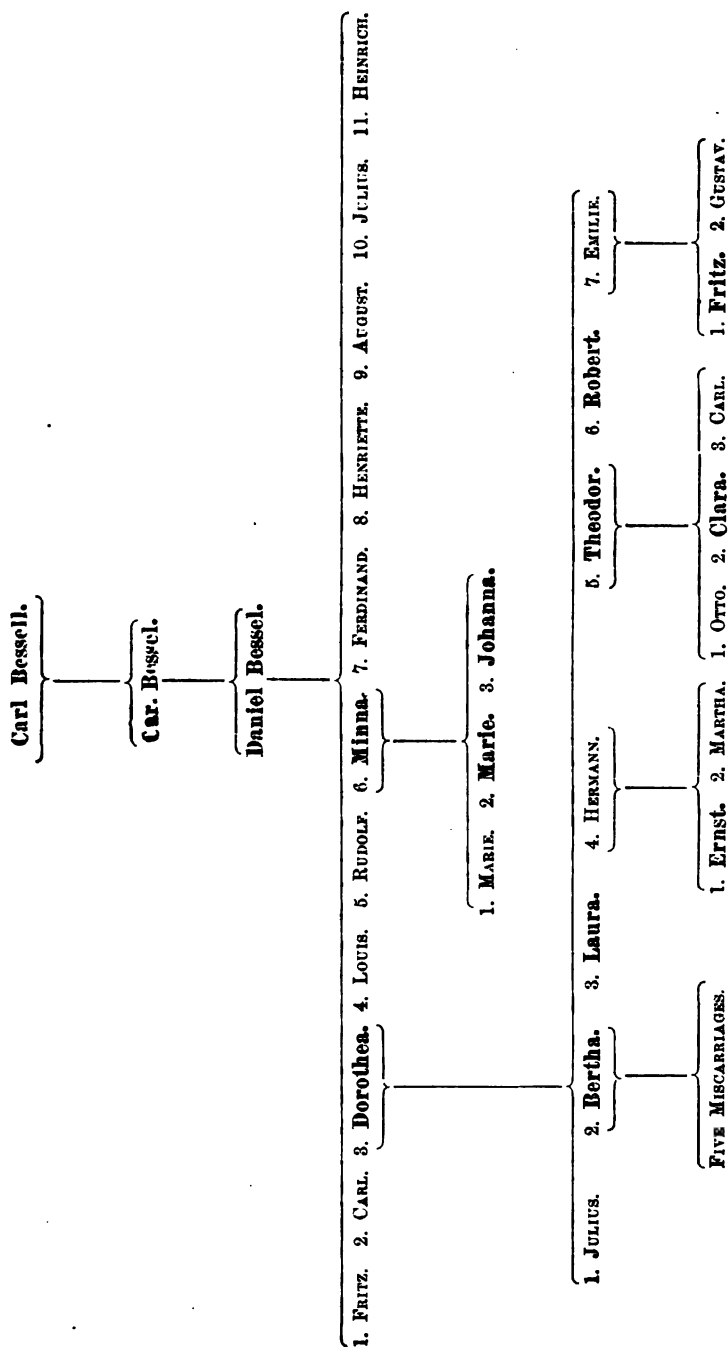 Carl Bessell.
Car. Bessel.
Daniel Bessel.
1. FRITZ. 2. CARL. 3. Dorothea. 4. LOUIS. 5. RUDOLF. 6. Minna. 7. FERDINAND. 8. HENRIETTE. 9. AUGUST. 10. JULIUS. 11. HEINRICH.
1. MARIE. 2. Marie. 3. Johanna.
1. JULIUS. 2. Bertha. 3. Laura. 4. HERMANN. 5. Theodor. 6. Robert. 7. EMILIE.
FIVE MISCARRIAGES. 1. Ernst. 2. MARTHA. 1. OTTO. 2. Clara. 3. CARL. 1. Fritz. 2. GUSTAV.